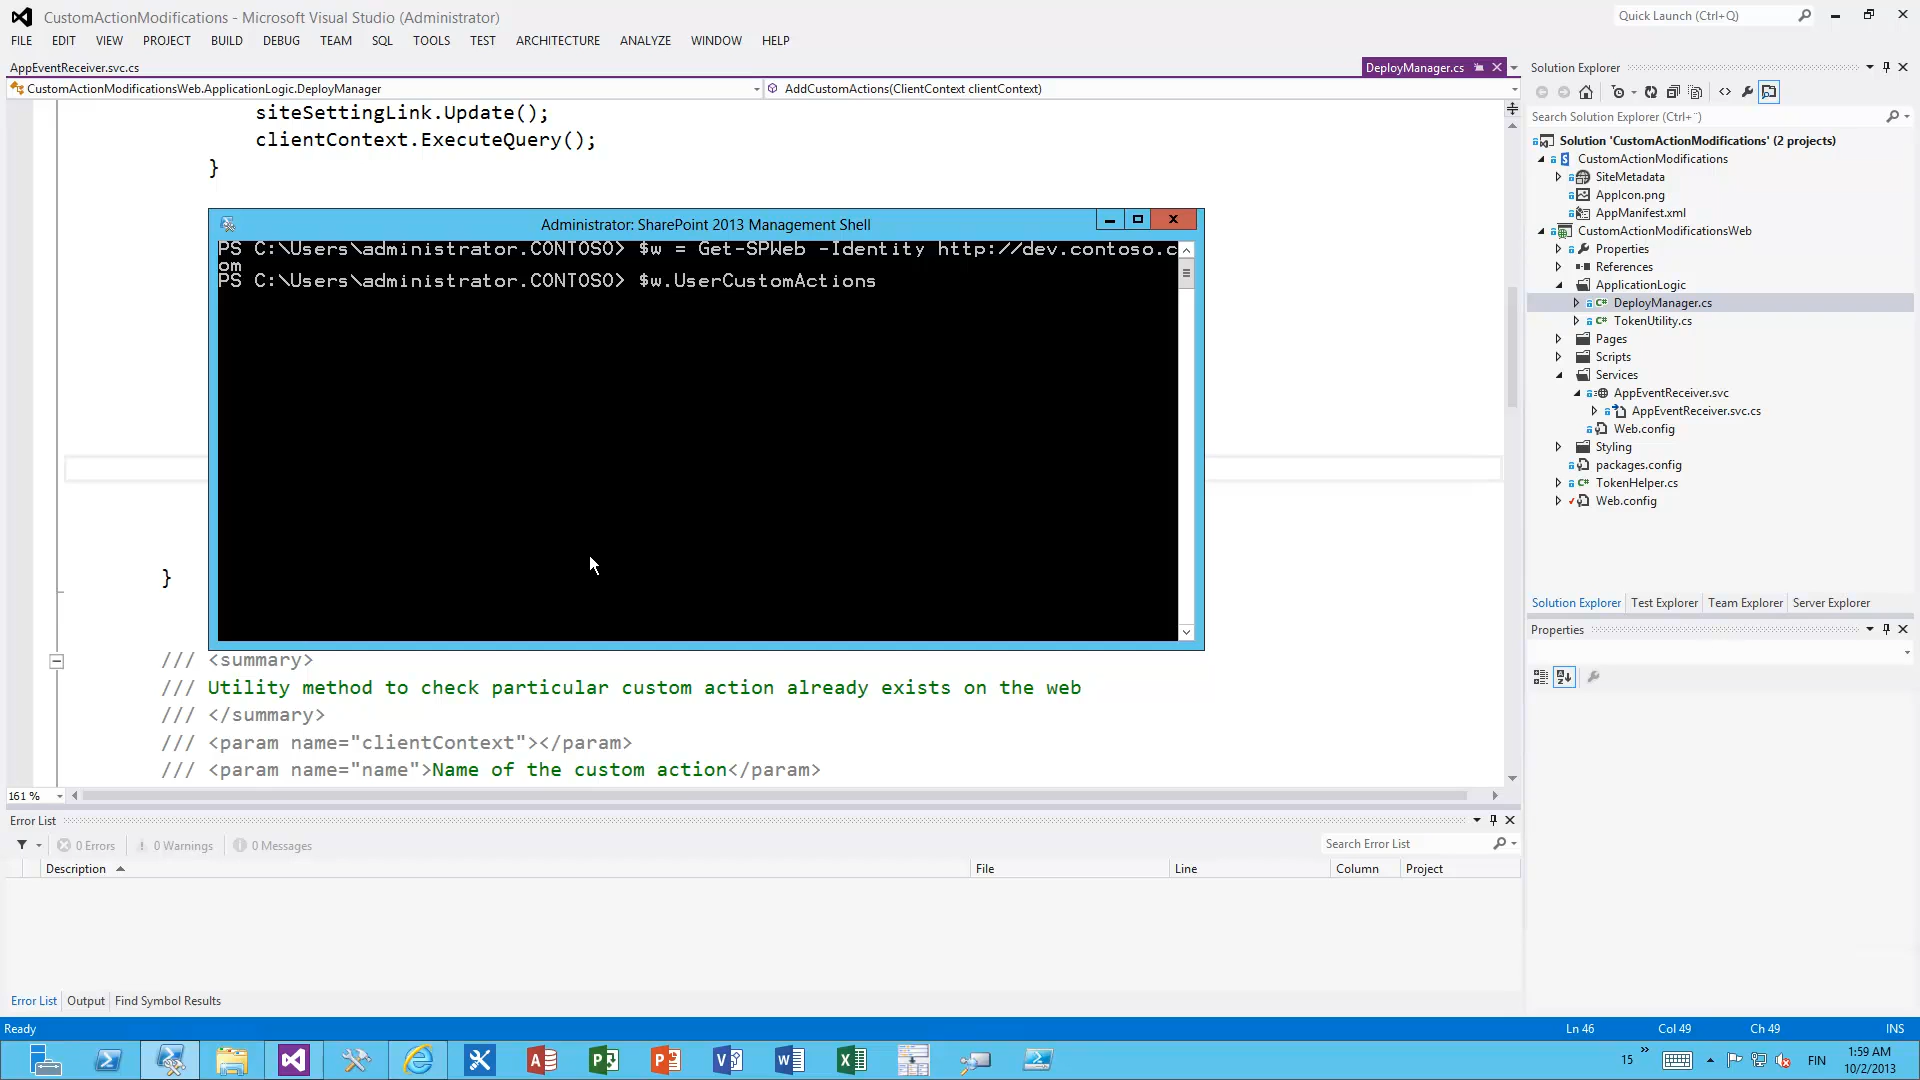 CustomActionModifications - Microsoft Visual Studio (Administrator)
Quick Launch (Ctrl+Q)
FILE EDIT VIEW PROJECT BUILD DEBUG TEAM SQL TOOLS TEST ARCHITECTURE ANALYZE WINDOW HELP
AppEventReceiver.svc.cs
DeployManager.cs
CustomActionModificationsWeb.ApplicationLogic.DeployManager
AddCustomActions(ClientContext clientContext)
siteSettingLink.Update();
clientContext.ExecuteQuery();
}
Administrator: SharePoint 2013 Management Shell
PS C:\Users\administrator.CONTOSO> $w = Get-SPWeb -Identity http://dev.contoso.c
om
PS C:\Users\administrator.CONTOSO> $w.UserCustomActions
}
/// <summary>
/// Utility method to check particular custom action already exists on the web
/// </summary>
/// <param name="clientContext"></param>
/// <param name="name">Name of the custom action</param>
161 %
Solution Explorer
Search Solution Explorer (Ctrl+¨)
Solution 'CustomActionModifications' (2 projects)
CustomActionModifications
SiteMetadata
AppIcon.png
AppManifest.xml
CustomActionModificationsWeb
Properties
References
ApplicationLogic
DeployManager.cs
TokenUtility.cs
Pages
Scripts
Services
AppEventReceiver.svc
AppEventReceiver.svc.cs
Web.config
Styling
packages.config
TokenHelper.cs
Web.config
Solution Explorer Test Explorer Team Explorer Server Explorer
Properties
Error List
0 Errors 0 Warnings 0 Messages
Search Error List
Description File Line Column Project
Error List Output Find Symbol Results
Ready
Ln 46 Col 49 Ch 49 INS
15 FIN
1:59 AM
10/2/2013